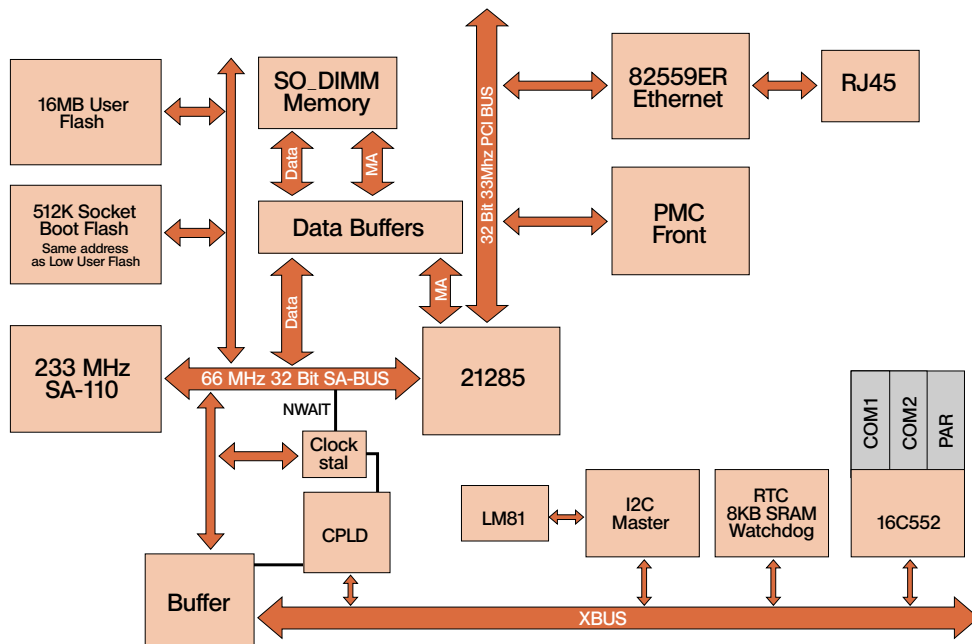 16MB User
Flash
SO_DIMM
Memory
32 Bit 33Mhz PCI BUS
82559ER
Ethernet
RJ45
Data
MA
512K Socket
Boot Flash
Same address
as Low User Flash
Data Buffers
PMC
Front
Data
MA
233 MHz
SA-110
66 MHz 32 Bit SA-BUS
21285
NWAIT
Clock
stal
COM1
COM2
PAR
CPLD
LM81
I2C
Master
RTC
8KB SRAM
Watchdog
16C552
Buffer
XBUS